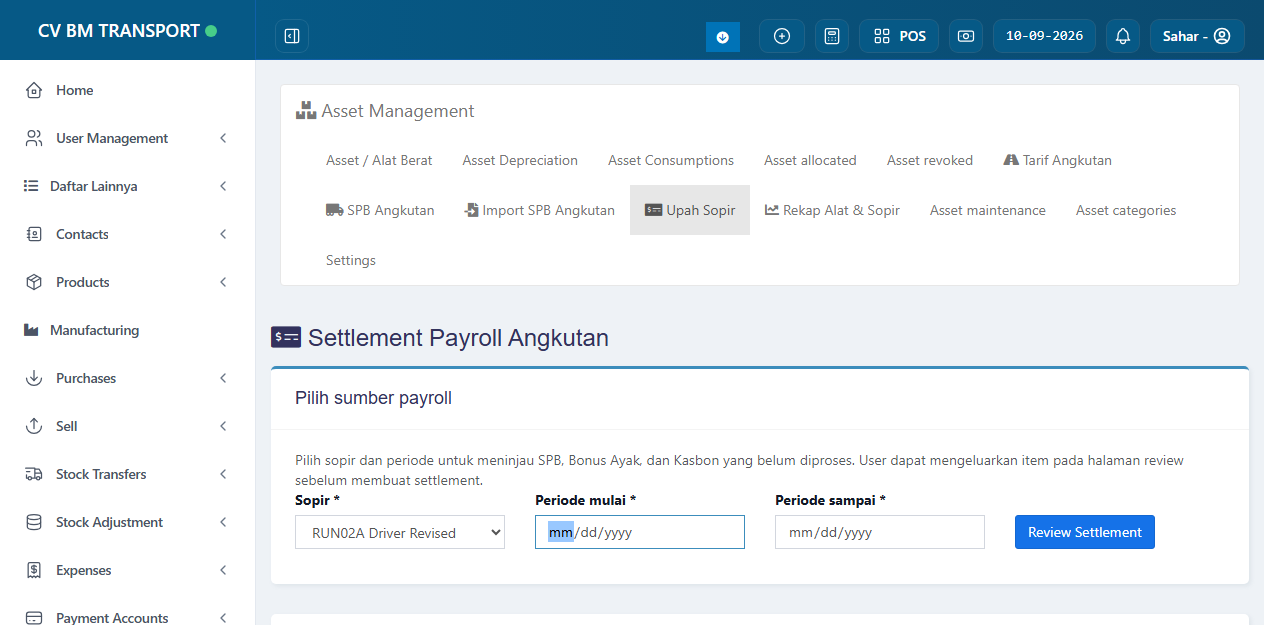 CV BM TRANSPORT
POS
10-09-2026
Sahar -
Home
User Management
Daftar Lainnya
Contacts
Products
Manufacturing
Purchases
Sell
Stock Transfers
Stock Adjustment
Expenses
Payment Accounts
Asset Management
Asset / Alat Berat
Asset Depreciation
Asset Consumptions
Asset allocated
Asset revoked
Tarif Angkutan
SPB Angkutan
Import SPB Angkutan
Upah Sopir
Rekap Alat & Sopir
Asset maintenance
Asset categories
Settings
Settlement Payroll Angkutan
Pilih sumber payroll
Pilih sopir dan periode untuk meninjau SPB, Bonus Ayak, dan Kasbon yang belum diproses. User dapat mengeluarkan item pada halaman review
sebelum membuat settlement.
Sopir *
RUN02A Driver Revised
Periode mulai *
mm/dd/yyyy
Periode sampai *
mm/dd/yyyy
Review Settlement